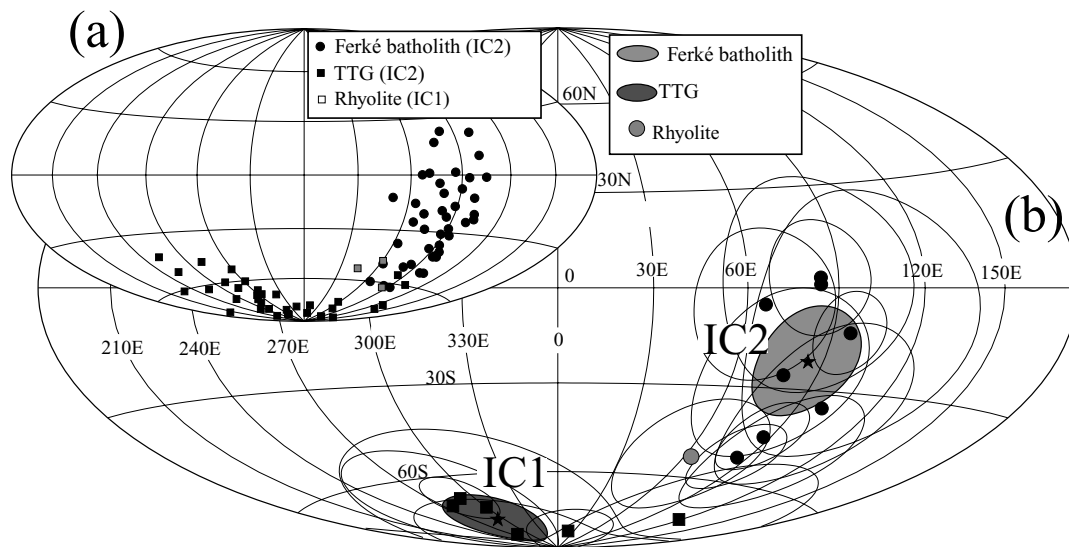 (a)
Ferké batholith (IC2)
TTG (IC2)
Rhyolite (IC1)
Ferké batholith
TTG
Rhyolite
60N
30N
(b)
0
30E
60E
120E
150E
IC2
210E
240E
270E
300E
330E
0
30S
60S
IC1